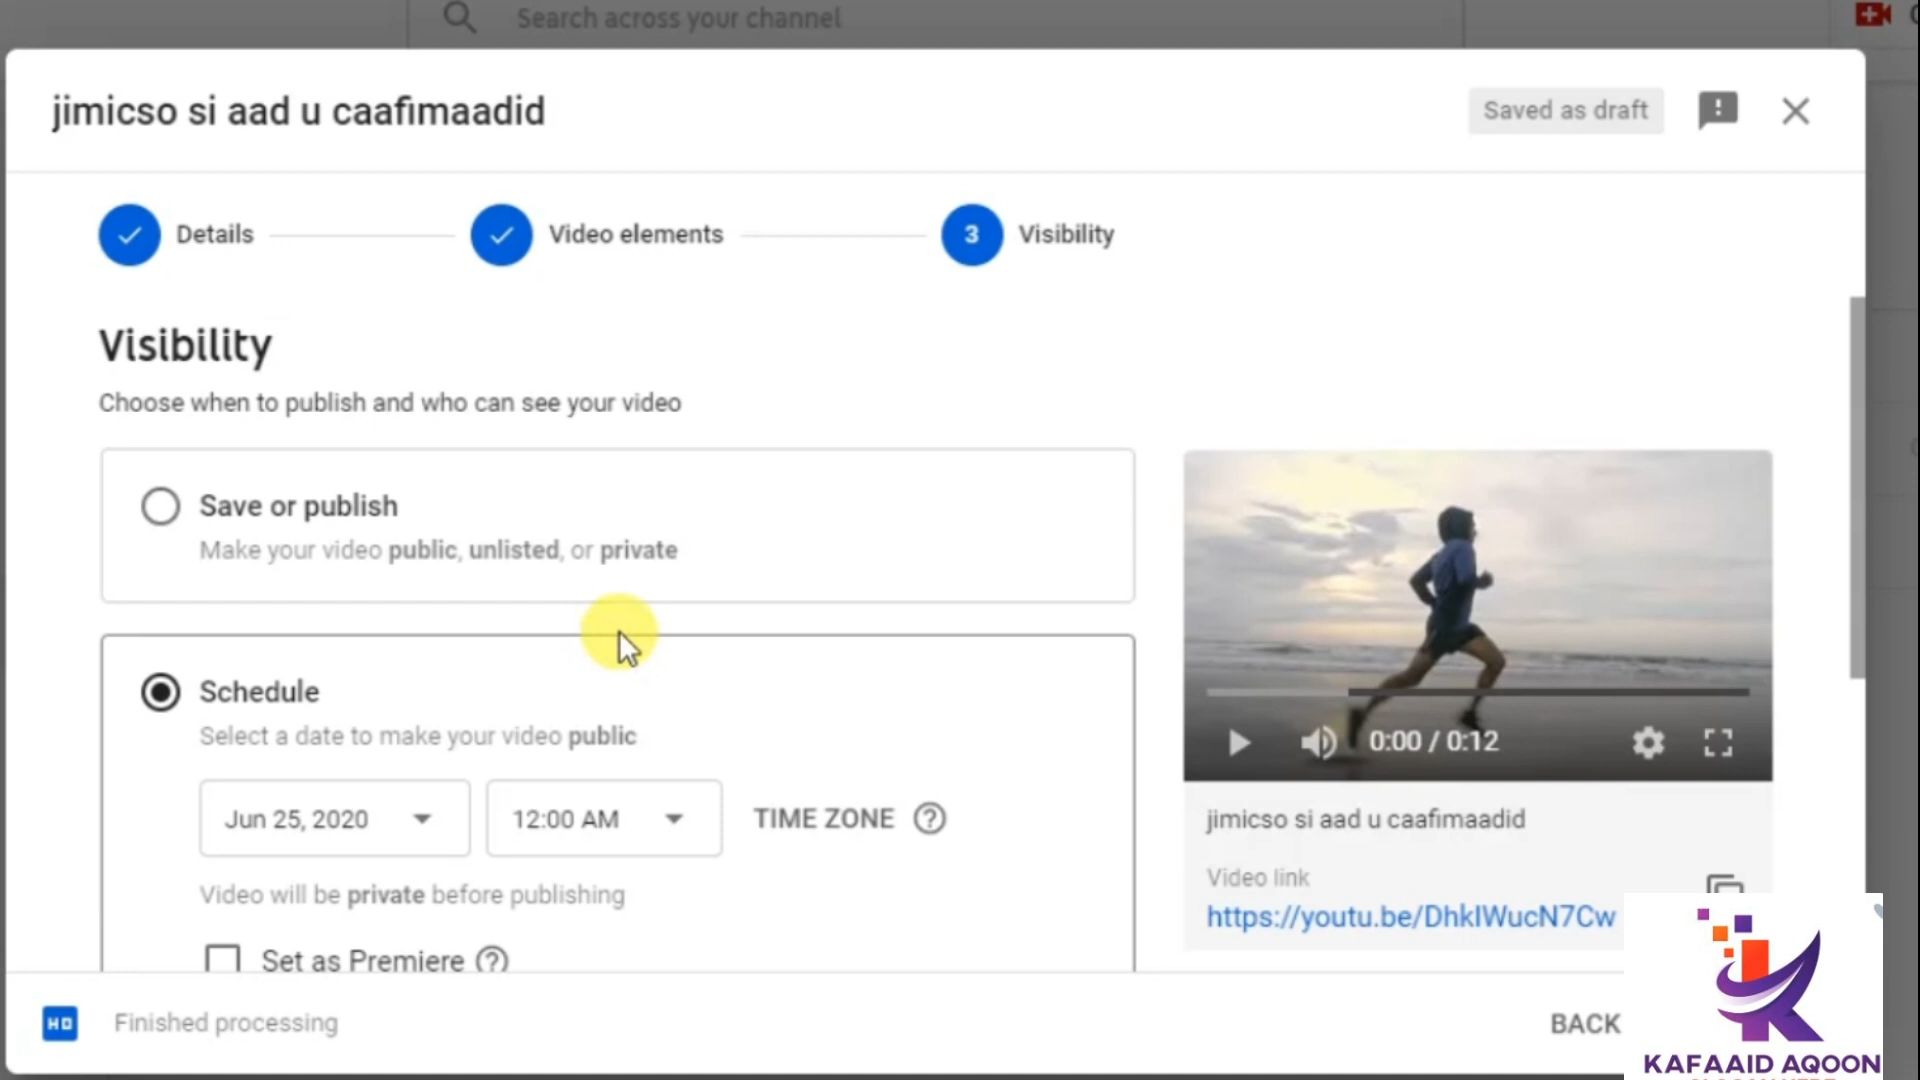 Search across your channel
jimicso si aad u caafimaadid
Saved as draft
Details
Video elements
3 Visibility
Visibility
Choose when to publish and who can see your video
Save or publish
Make your video public, unlisted, or private
Schedule
Select a date to make your video public
Jun 25, 2020
12:00 AM
TIME ZONE
Video will be private before publishing
Set as Premiere
0:00 / 0:12
jimicso si aad u caafimaadid
Video link
https://youtu.be/DhkIWucN7Cw
HD Finished processing
BACK
KAFAAID AQOON